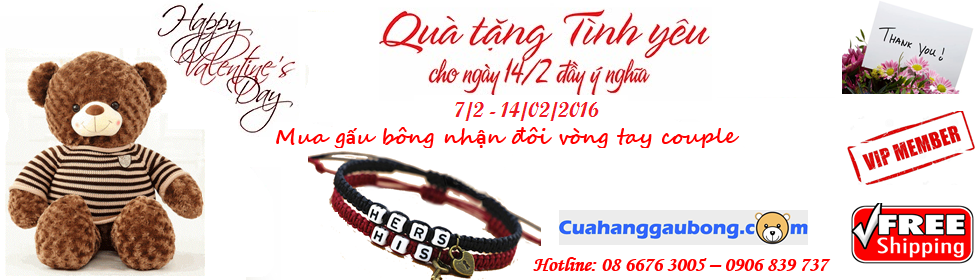 Happy
Valentine's
Day
Quà tặng Tình yêu
cho ngày 14/2 đầy ý nghĩa
7/2 - 14/02/2016
Mua gấu bông nhận đôi vòng tay couple
HERS
HIS
Cuahanggaubong.com
Hotline: 08 6676 3005 – 0906 839 737
THANK YOU!
VIP MEMBER
FREE
Shipping